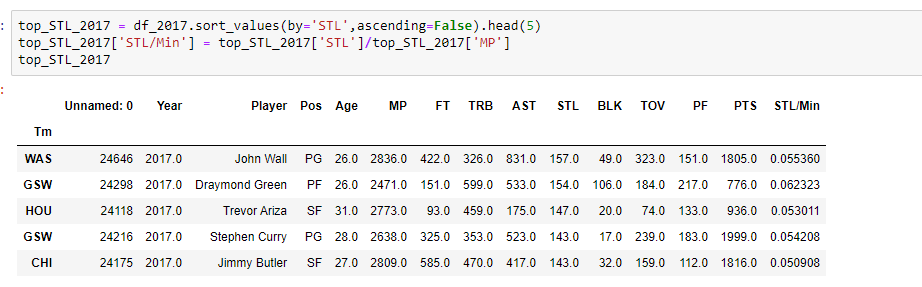 : top_STL_2017 = df_2017.sort_values(by='STL',ascending=False).head(5)
top_STL_2017['STL/Min'] = top_STL_2017['STL']/top_STL_2017['MP']
top_STL_2017
:
Unnamed: 0 Year Player Pos Age MP FT TRB AST STL BLK TOV PF PTS STL/Min
Tm
WAS 24646 2017.0 John Wall PG 26.0 2836.0 422.0 326.0 831.0 157.0 49.0 323.0 151.0 1805.0 0.055360
GSW 24298 2017.0 Draymond Green PF 26.0 2471.0 151.0 599.0 533.0 154.0 106.0 184.0 217.0 776.0 0.062323
HOU 24118 2017.0 Trevor Ariza SF 31.0 2773.0 93.0 459.0 175.0 147.0 20.0 74.0 133.0 936.0 0.053011
GSW 24216 2017.0 Stephen Curry PG 28.0 2638.0 325.0 353.0 523.0 143.0 17.0 239.0 183.0 1999.0 0.054208
CHI 24175 2017.0 Jimmy Butler SF 27.0 2809.0 585.0 470.0 417.0 143.0 32.0 159.0 112.0 1816.0 0.050908